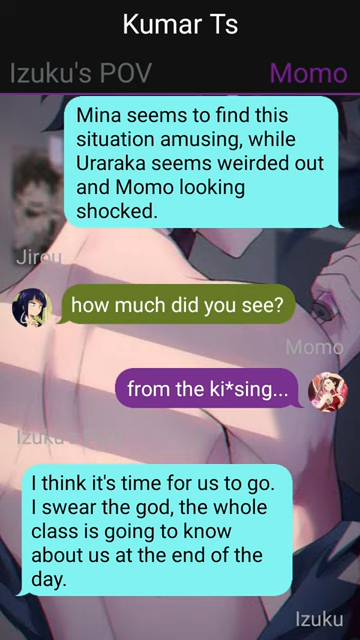 Kumar Ts
Izuku's POV Momo
Mina seems to find this
situation amusing, while
Uraraka seems weirded out
and Momo looking
shocked.
Jirou
how much did you see?
Momo
from the ki*sing...
Izuku's POV
I think it's time for us to go.
I swear the god, the whole
class is going to know
about us at the end of the
day.
Izuku